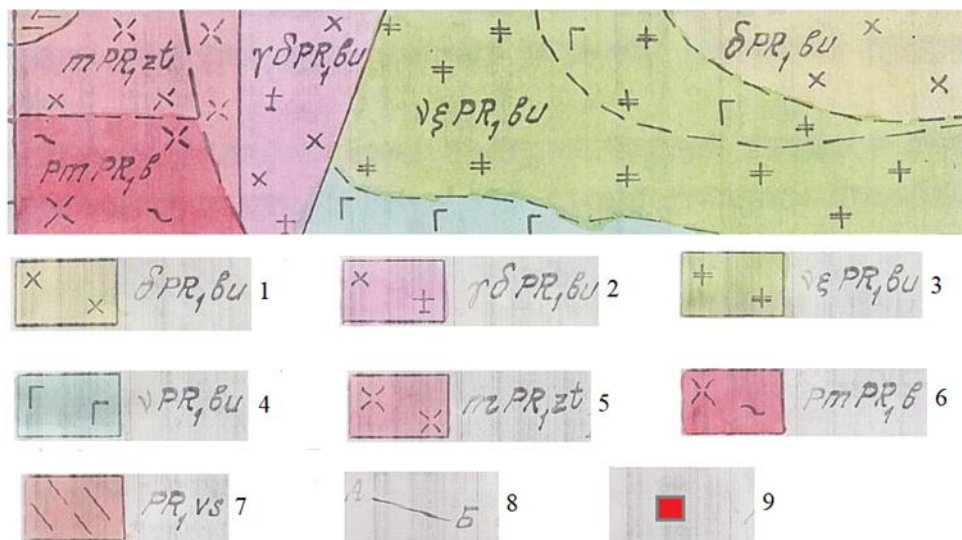 mPR₁zt γδPR₁bu δPR₁bu
νξPR₁bu
pmPR₁b
δPR₁bu 1 γδPR₁bu 2 νξPR₁bu 3
νPR₁bu 4 mPR₁zt 5 pmPR₁b 6
PR₁vs 7 А Б 8 9